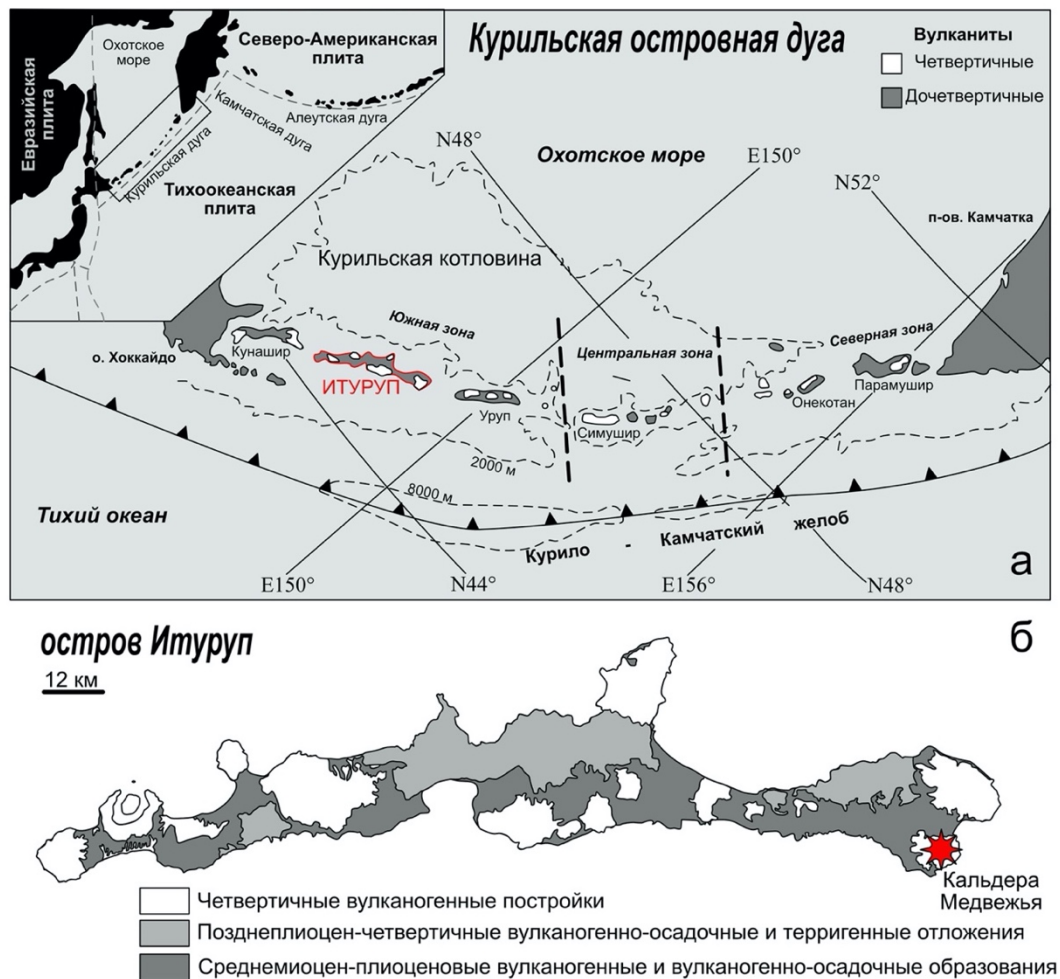 Евразийская
плита
Охотское
море
Северо-Американская
плита
Камчатская дуга
Алеутская дуга
Курильская дуга
Тихоокеанская
плита
Курильская островная дуга
Вулканиты
Четвертичные
Дочетвертичные
N48°
Охотское море
E150°
N52°
п-ов. Камчатка
Курильская котловина
Южная зона
Центральная зона
Северная зона
о. Хоккайдо
Кунашир
ИТУРУП
Уруп
Симушир
Онекотан
Парамушир
2000 м
8000 м
Тихий океан
Курило - Камчатский желоб
E150°
N44°
E156°
N48°
а
остров Итуруп
б
12 км
Кальдера
Медвежья
Четвертичные вулканогенные постройки
Позднеплиоцен-четвертичные вулканогенно-осадочные и терригенные отложения
Среднемиоцен-плиоценовые вулканогенные и вулканогенно-осадочные образования